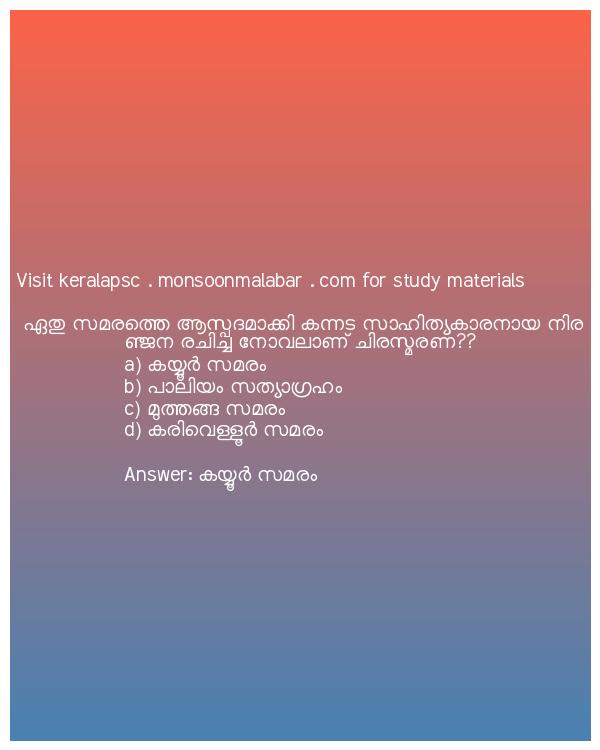 Visit keralapsc . monsoonmalabar . com for study materials
ഏതു സമരത്തെ ആസ്പദമാക്കി കന്നട സാഹിത്യകാരനായ നിര
ഞ്ജന രചിച്ച നോവലാണ് ചിരസ്മരണ??
a) കയ്യൂർ സമരം
b) പാലിയം സത്യാഗ്രഹം
c) മുത്തങ്ങ സമരം
d) കരിവെള്ളൂർ സമരം
Answer: കയ്യൂർ സമരം